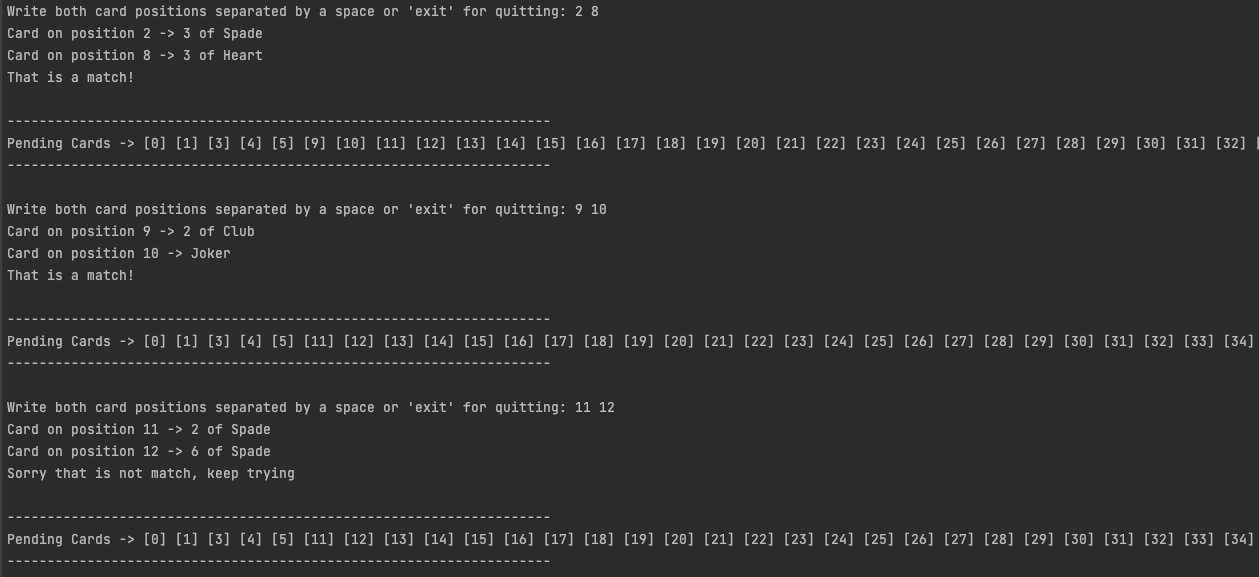 Write both card positions separated by a space or 'exit' for quitting: 2 8
Card on position 2 -> 3 of Spade
Card on position 8 -> 3 of Heart
That is a match!
--------------------------------------------------------------------
Pending Cards -> [0] [1] [3] [4] [5] [9] [10] [11] [12] [13] [14] [15] [16] [17] [18] [19] [20] [21] [22] [23] [24] [25] [26] [27] [28] [29] [30] [31] [32] [
--------------------------------------------------------------------
Write both card positions separated by a space or 'exit' for quitting: 9 10
Card on position 9 -> 2 of Club
Card on position 10 -> Joker
That is a match!
--------------------------------------------------------------------
Pending Cards -> [0] [1] [3] [4] [5] [11] [12] [13] [14] [15] [16] [17] [18] [19] [20] [21] [22] [23] [24] [25] [26] [27] [28] [29] [30] [31] [32] [33] [34]
--------------------------------------------------------------------
Write both card positions separated by a space or 'exit' for quitting: 11 12
Card on position 11 -> 2 of Spade
Card on position 12 -> 6 of Spade
Sorry that is not match, keep trying
--------------------------------------------------------------------
Pending Cards -> [0] [1] [3] [4] [5] [11] [12] [13] [14] [15] [16] [17] [18] [19] [20] [21] [22] [23] [24] [25] [26] [27] [28] [29] [30] [31] [32] [33] [34]
--------------------------------------------------------------------